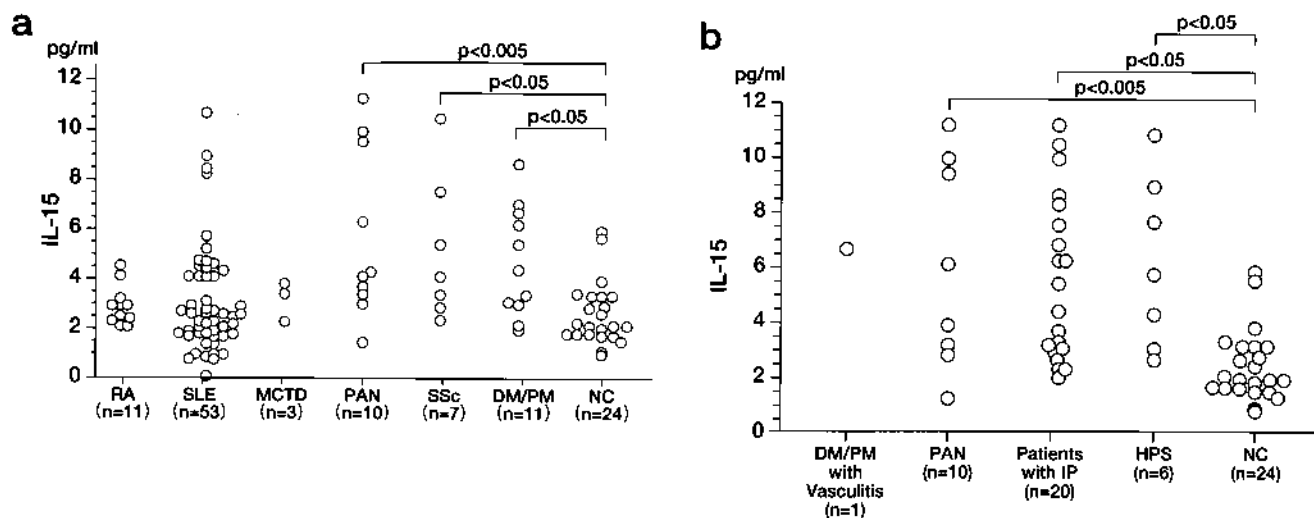 a
pg/ml
p<0.005
p<0.05
p<0.05
12
10
8
6
4
2
0
IL-15
RA
(n=11)
SLE
(n=53)
MCTD
(n=3)
PAN
(n=10)
SSc
(n=7)
DM/PM
(n=11)
NC
(n=24)
b
pg/ml
p<0.05
p<0.05
p<0.005
12
10
8
6
4
2
0
IL-15
DM/PM
with
Vasculitis
(n=1)
PAN
(n=10)
Patients
with IP
(n=20)
HPS
(n=6)
NC
(n=24)